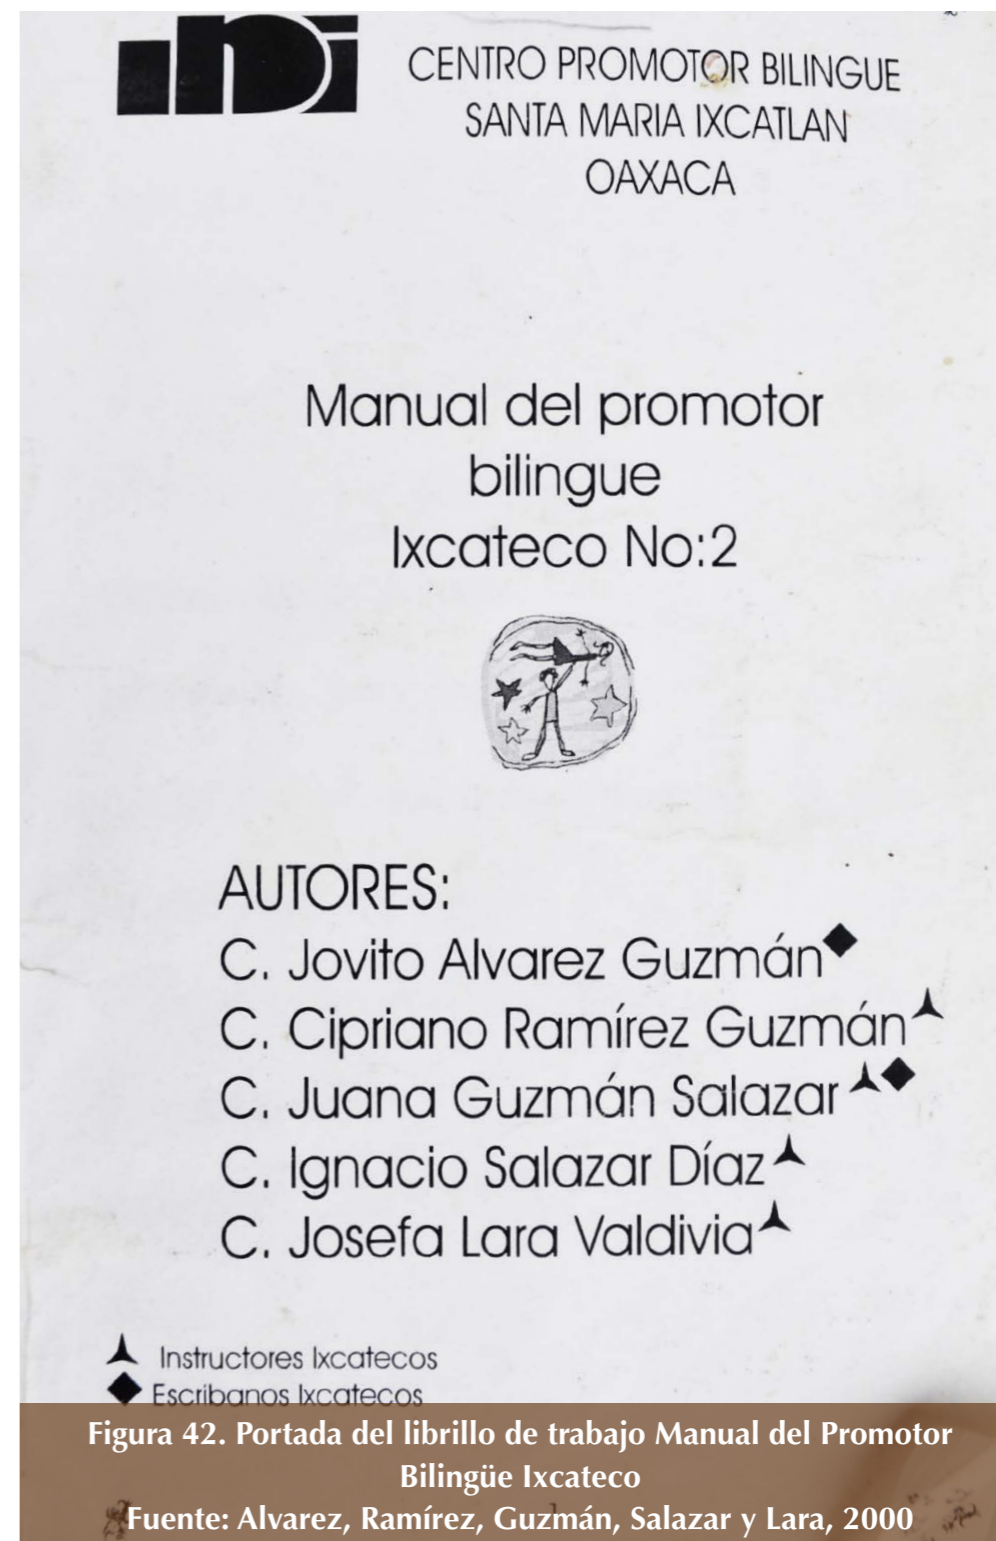 ini
CENTRO PROMOTOR BILINGUE
SANTA MARIA IXCATLAN
OAXACA
Manual del promotor
bilingue
Ixcateco No:2
AUTORES:
C. Jovito Alvarez Guzmán◆
C. Cipriano Ramírez Guzmán
C. Juana Guzmán Salazar ◆
C. Ignacio Salazar Díaz
C. Josefa Lara Valdivia
Instructores Ixcatecos
◆ Escribanos Ixcatecos
Figura 42. Portada del librillo de trabajo Manual del Promotor
Bilingüe Ixcateco
Fuente: Alvarez, Ramírez, Guzmán, Salazar y Lara, 2000